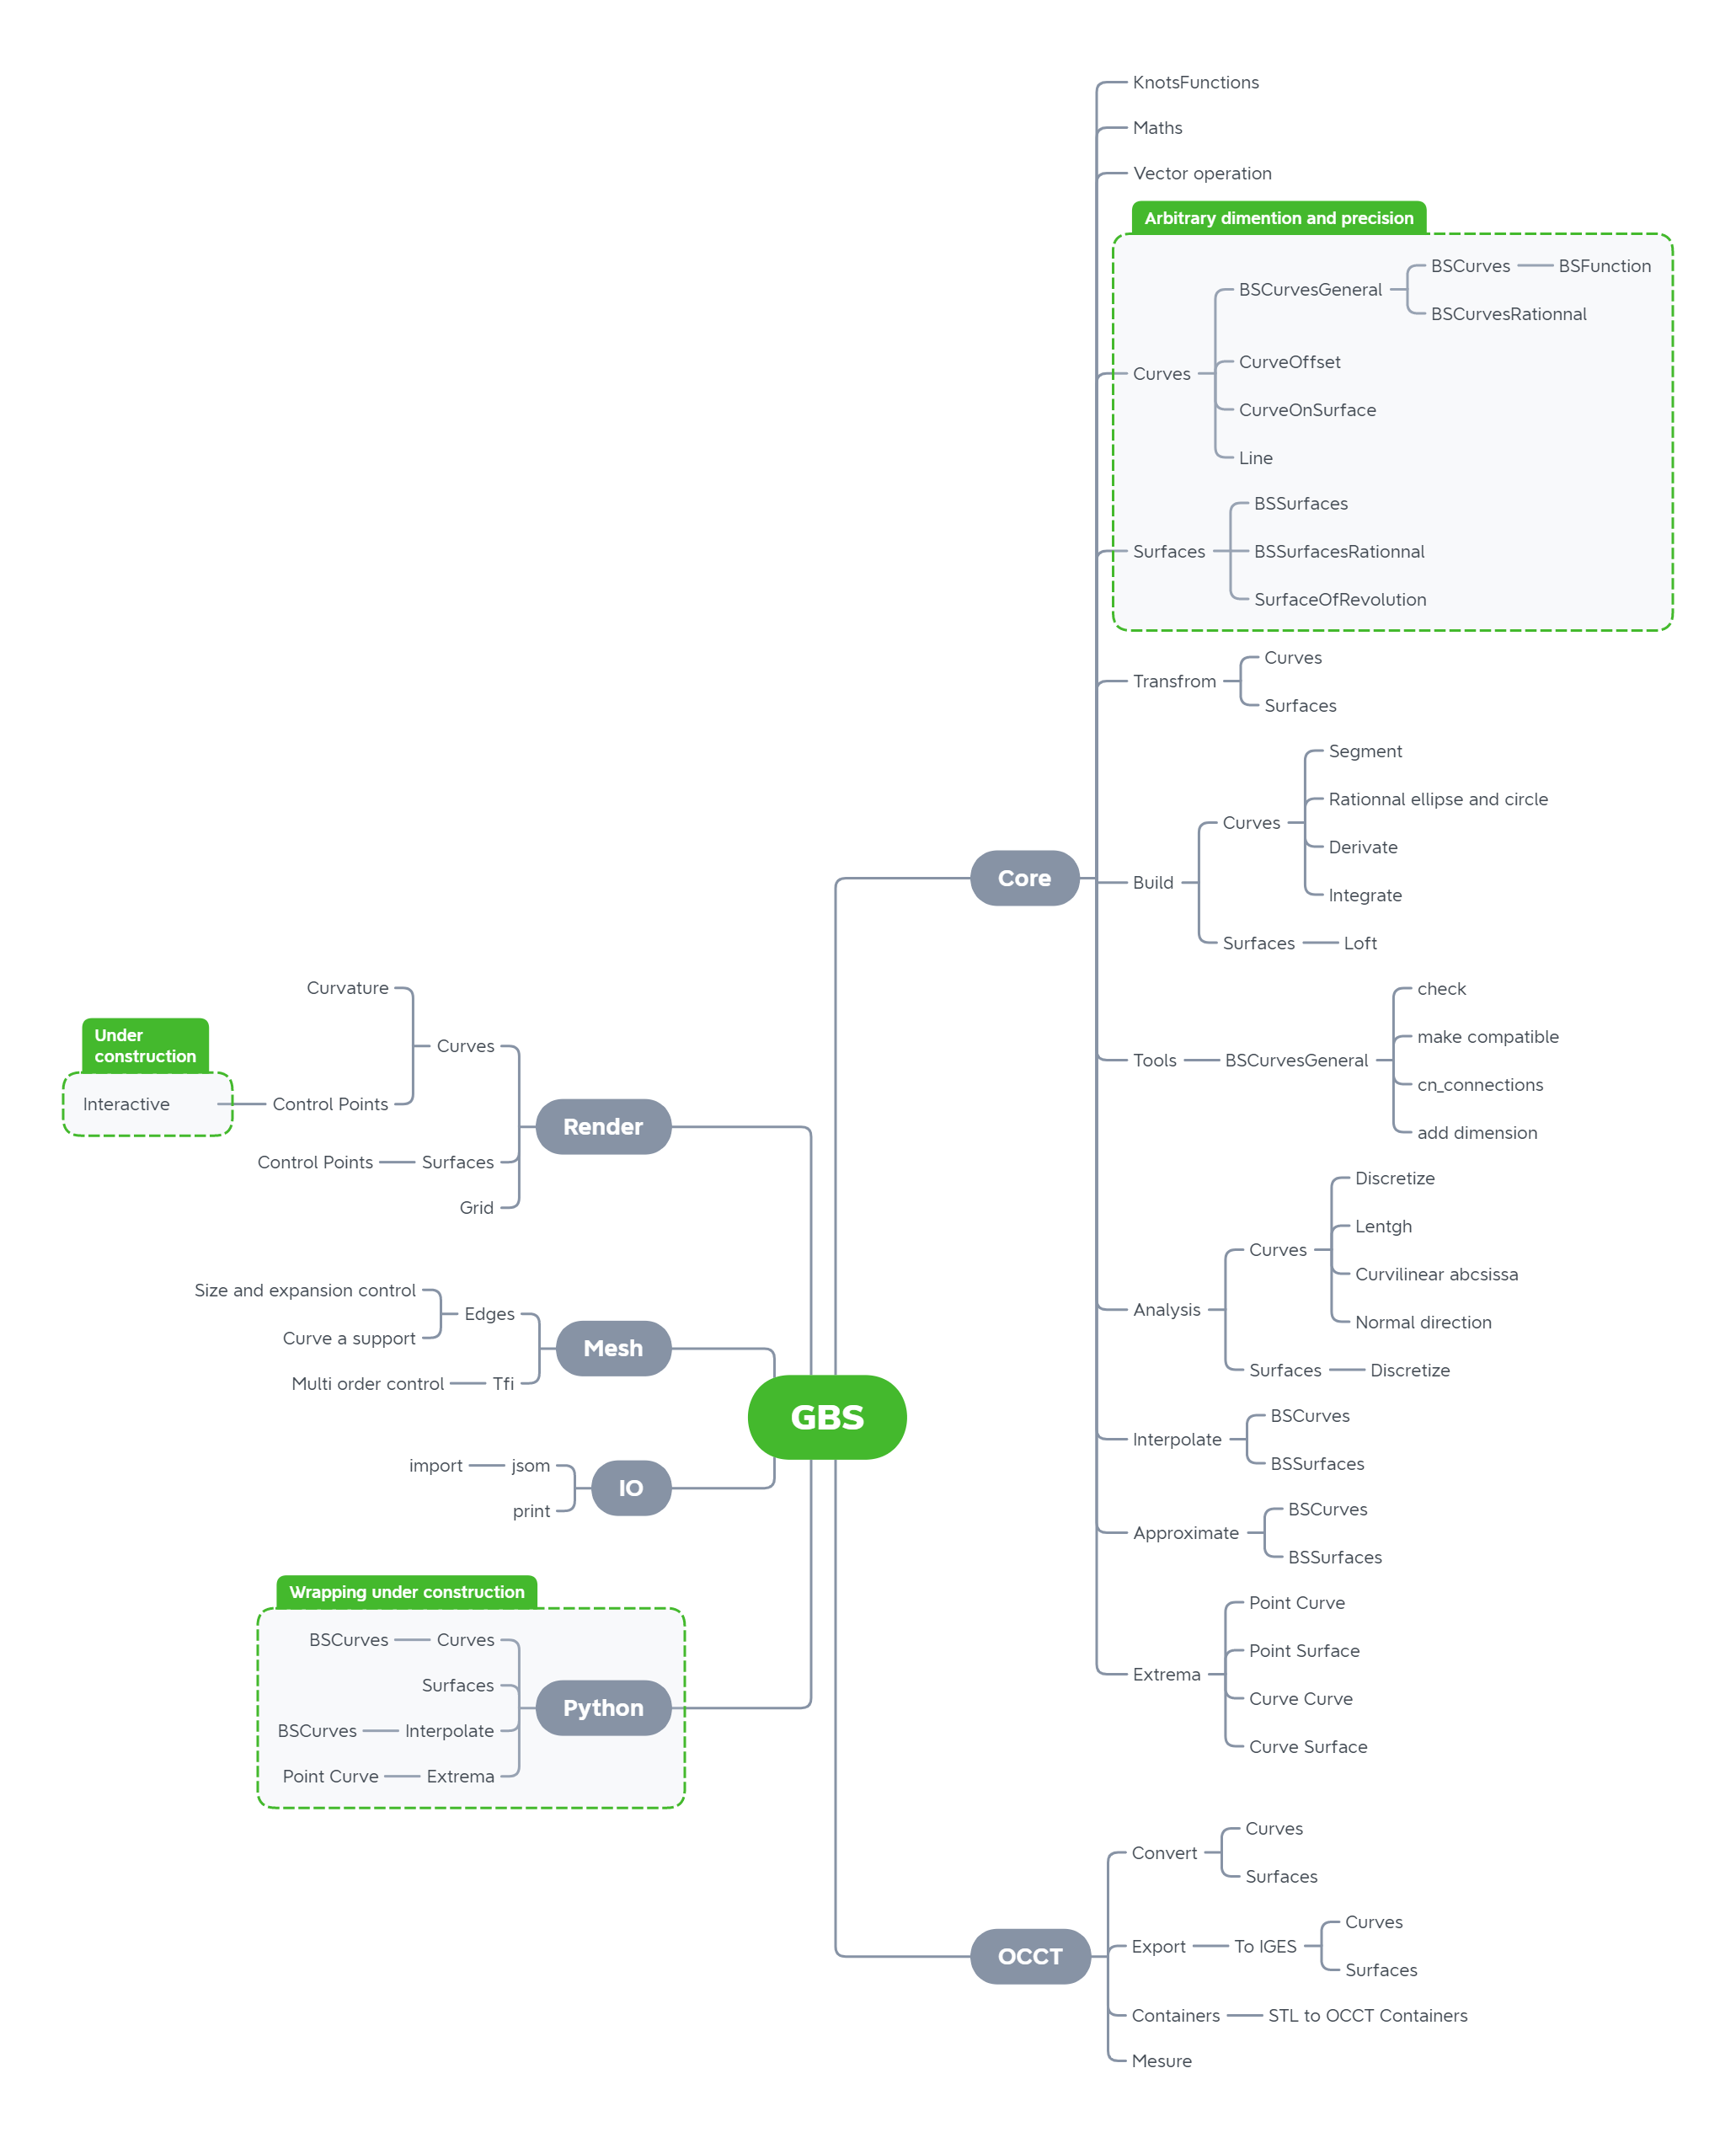 KnotsFunctions
Maths
Vector operation
Arbitrary dimention and precision
BSCurves
BSFunction
BSCurvesGeneral
BSCurvesRationnal
CurveOffset
Curves
CurveOnSurface
Line
BSSurfaces
Surfaces
BSSurfacesRationnal
SurfaceOfRevolution
Curves
Transfrom
Surfaces
Segment
Rationnal ellipse and circle
Curves
Derivate
Core
Build
Integrate
Surfaces
Loft
check
make compatible
Tools
BSCurvesGeneral
cn_connections
add dimension
Discretize
Lentgh
Curves
Curvilinear abcsissa
Analysis
Normal direction
Surfaces
Discretize
BSCurves
Interpolate
BSSurfaces
BSCurves
Approximate
BSSurfaces
Point Curve
Point Surface
Extrema
Curve Curve
Curve Surface
Curvature
Under
construction
Curves
Interactive
Control Points
Render
Control Points
Surfaces
Grid
Size and expansion control
Edges
Curve a support
Mesh
Multi order control
Tfi
GBS
import
jsom
IO
print
Wrapping under construction
BSCurves
Curves
Surfaces
Python
BSCurves
Interpolate
Point Curve
Extrema
Curves
Convert
Surfaces
Curves
Export
To IGES
OCCT
Surfaces
Containers
STL to OCCT Containers
Mesure